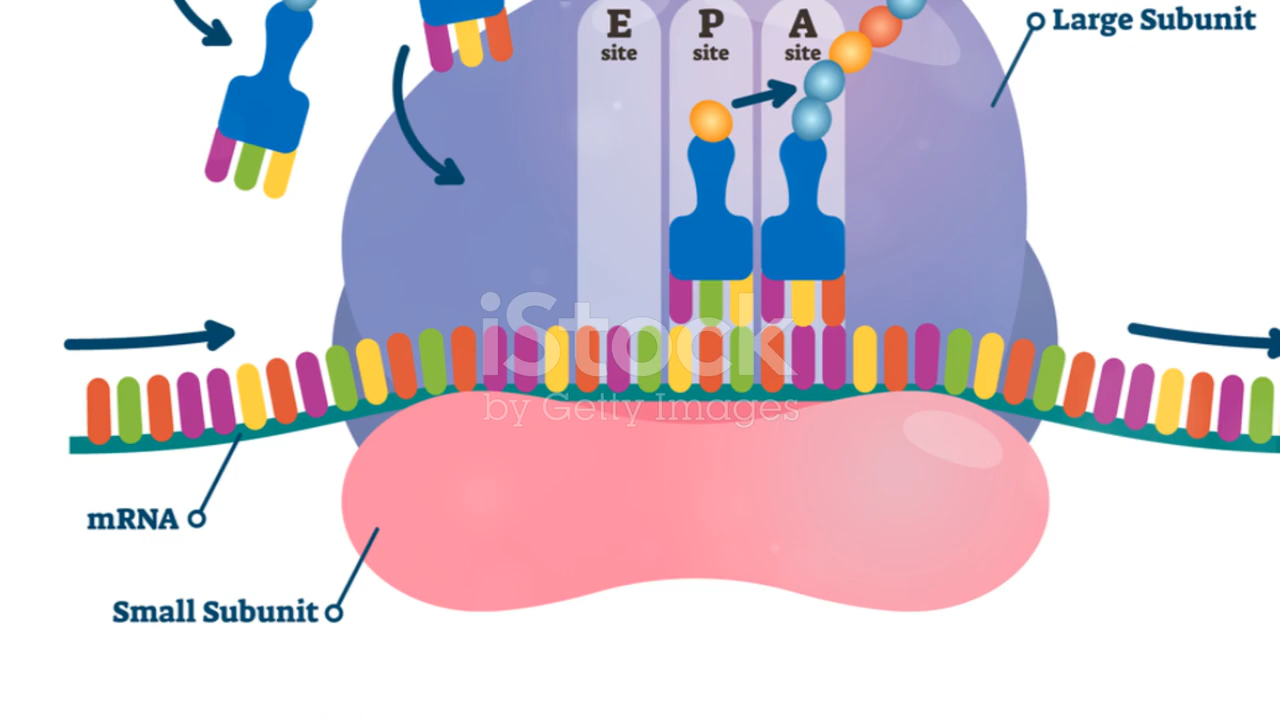 Large Subunit
E
site
P
site
A
site
iStock
by Getty Images
mRNA
Small Subunit